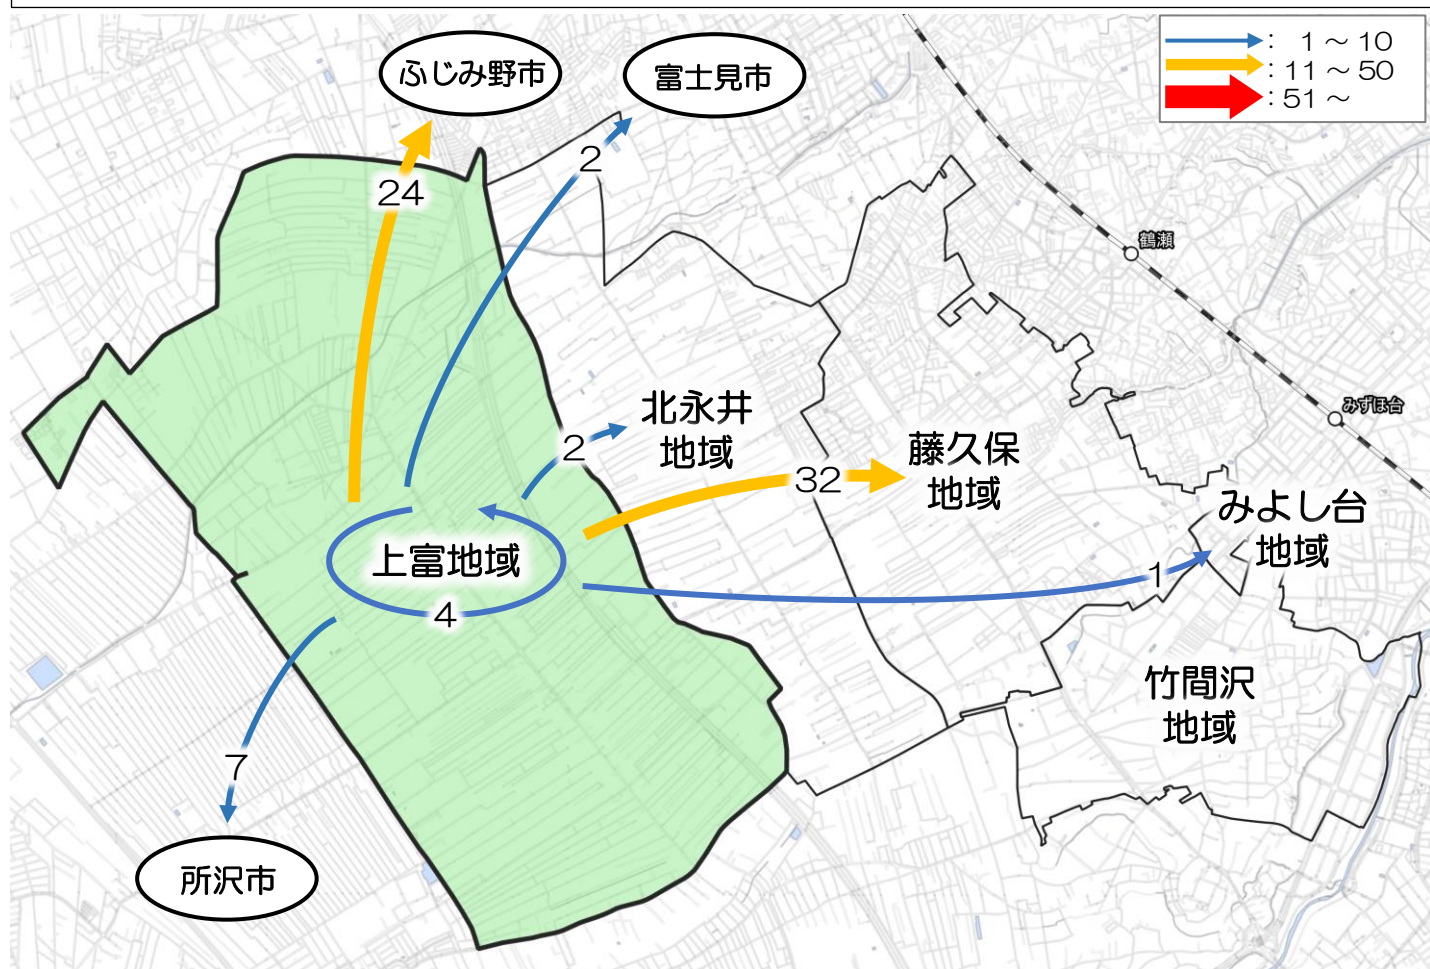 ふじみ野市
富士見市
： 1～10
：11～50
：51～
24
2
鶴瀬
みずほ台
北永井
地域
2
藤久保
地域
32
みよし台
地域
1
上富地域
4
竹間沢
地域
7
所沢市